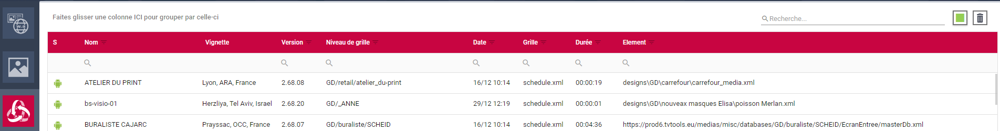 Faites glisser une colonne ICI pour grouper par celle-ci
Recherche...
w.a
S Nom Vignette Version Niveau de grille Date Grille Durée Element
ATELIER DU PRINT Lyon, ARA, France 2.68.08 GD/retail/atelier_du-print 16/12 10:14 schedule.xml 00:00:19 designs\GD\carrefour\carrefour_media.xml
bs-visio-01 Herzliya, Tel Aviv, Israel 2.68.20 GD/_ANNE 29/12 12:19 schedule.xml 00:00:01 designs\GD\nouveax masques Elisa\poisson Merlan.xml
BURALISTE CAJARC Prayssac, OCC, France 2.68.07 GD/buraliste/SCHEID 16/12 10:14 schedule.xml 00:04:36 https://prod6.tvtools.eu/medias/misc/databases/GD/buraliste/SCHEID/EcranEntree/masterDb.xml